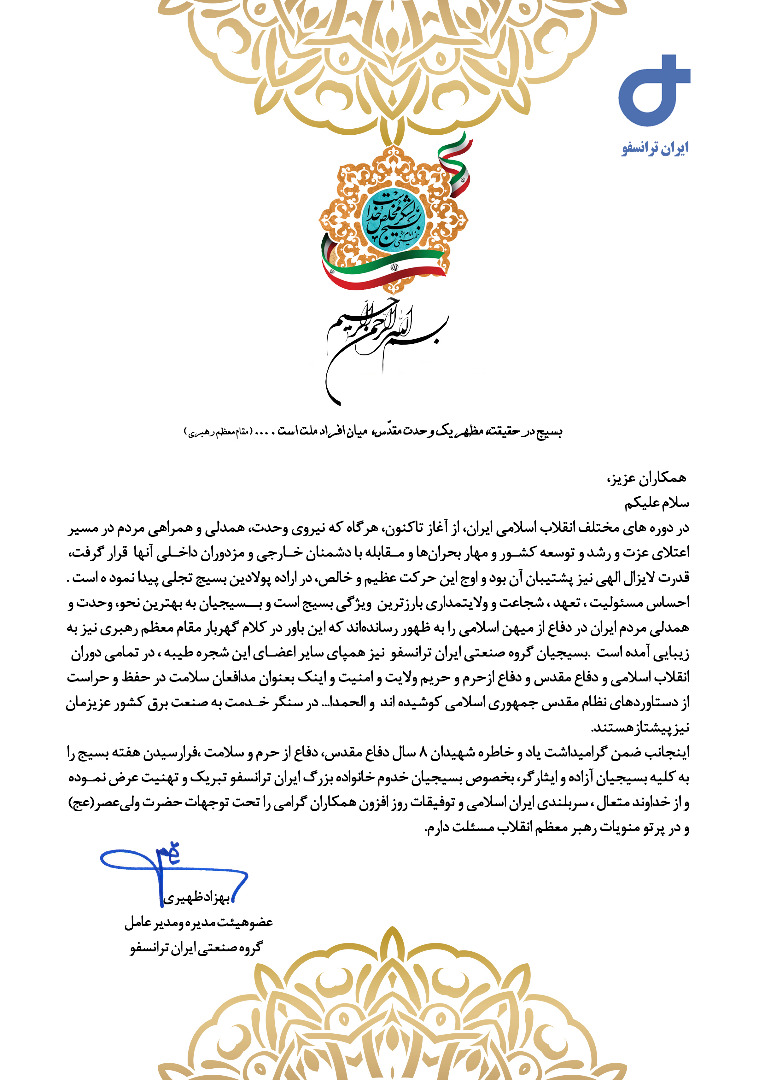 ایران ترانسفو
بسیج لشکر مخلص خداست
بسم الله الرحمن الرحیم
بسیج در حقیقت، مظهر یک وحدت مقدّس، میان افراد ملت است . ... (مقام معظم رهبری)
همکاران عزیز،
سلام علیکم
در دوره های مختلف انقلاب اسلامی ایران، از آغاز تاکنون، هرگاه که نیروی وحدت، همدلی و همراهی مردم در مسیر
اعتلای عزت و رشد و توسعه کشـور و مهار بحران‌ها و مـقابله با دشمنان خـارجی و مزدوران داخلـی آنها قرار گرفت،
قدرت لایزال الهی نیز پشتیبان آن بود و اوج این حرکت عظیم و خالص، در اراده پولادین بسیج تجلی پیدا نموده است .
احساس مسئولیت ، تعهد ، شجاعت و ولایتمداری بارزترین ویژگی بسیج است و بـــسیجیان به بهترین نحو، وحدت و
همدلی مردم ایران در دفاع از میهن اسلامی را به ظهور رسانده‌اند که این باور در کلام گهربار مقام معظم رهبری نیز به
زیبایی آمده است .بسیجیان گروه صنعتی ایران ترانسفو نیز همپای سایر اعضـای این شجره طیبه ، در تمامی دوران
انقلاب اسلامی و دفاع مقدس و دفاع ازحرم و حریم ولایت و امنیت و اینک بعنوان مدافعان سلامت در حفظ و حراست
از دستاوردهای نظام مقدس جمهوری اسلامی کوشیده اند و الحمدا... در سنگر خـدمت به صنعت برق کشور عزیزمان
نیز پیشتاز هستند.
اینجانب ضمن گرامیداشت یاد و خاطره شهیدان ۸ سال دفاع مقدس، دفاع از حرم و سلامت ،فرارسیدن هفته بسیج را
به کلیه بسیجیان آزاده و ایثارگر، بخصوص بسیجیان خدوم خانواده بزرگ ایران ترانسفو تبریک و تهنیت عرض نمـوده
و از خداوند متعال ، سربلندی ایران اسلامی و توفیقات روز افزون همکاران گرامی را تحت توجهات حضرت ولی‌عصر(عج)
و در پرتو منویات رهبر معظم انقلاب مسئلت دارم.
بهزاد ظهیری
عضو هیئت مدیره و مدیر عامل
گروه صنعتی ایران ترانسفو